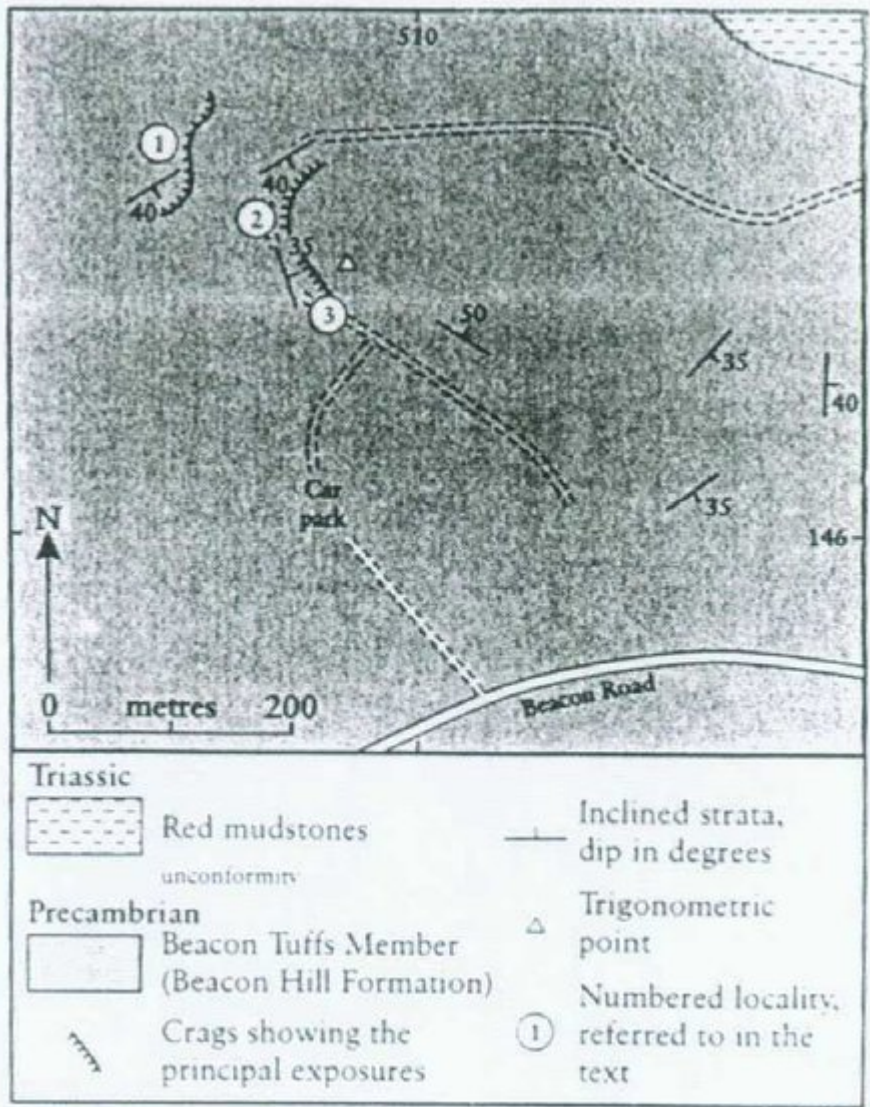 510
1
40
40
2
35
3
50
35
40
Car
park
35
N
146
0 metres 200
Beacon Road
Triassic
Red mudstones
unconformity
Precambrian
Beacon Tuffs Member
(Beacon Hill Formation)
Crags showing the
principal exposures
Inclined strata,
dip in degrees
Trigonometric
point
1
Numbered locality,
referred to in the
text